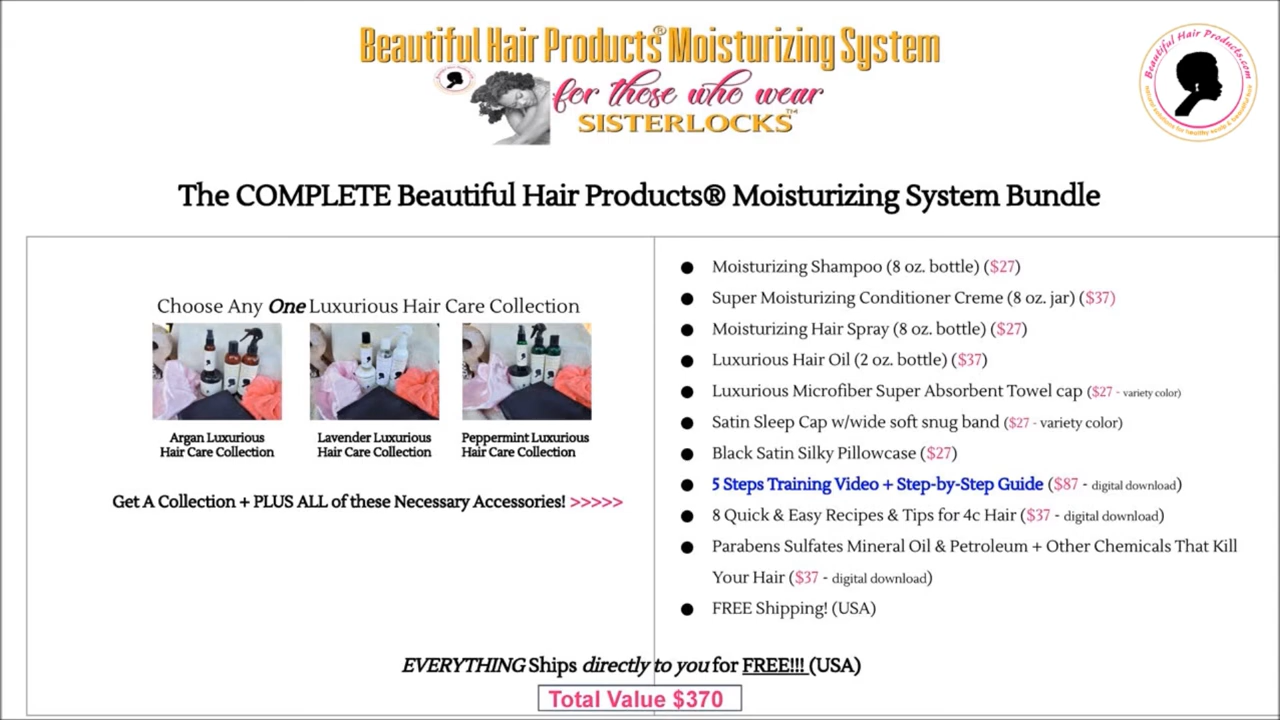 Beautiful Hair Products® Moisturizing System
for those who wear
SISTERLOCKS™
Beautiful Hair Products.com
The COMPLETE Beautiful Hair Products® Moisturizing System Bundle
Choose Any One Luxurious Hair Care Collection
Argan Luxurious
Hair Care Collection
Lavender Luxurious
Hair Care Collection
Peppermint Luxurious
Hair Care Collection
Get A Collection + PLUS ALL of these Necessary Accessories! >>>>>
● Moisturizing Shampoo (8 oz. bottle) ($27)
● Super Moisturizing Conditioner Creme (8 oz. jar) ($37)
● Moisturizing Hair Spray (8 oz. bottle) ($27)
● Luxurious Hair Oil (2 oz. bottle) ($37)
● Luxurious Microfiber Super Absorbent Towel cap ($27 - variety color)
● Satin Sleep Cap w/wide soft snug band ($27 - variety color)
● Black Satin Silky Pillowcase ($27)
● 5 Steps Training Video + Step-by-Step Guide ($87 - digital download)
● 8 Quick & Easy Recipes & Tips for 4c Hair ($37 - digital download)
● Parabens Sulfates Mineral Oil & Petroleum + Other Chemicals That Kill
Your Hair ($37 - digital download)
● FREE Shipping! (USA)
EVERYTHING Ships directly to you for FREE!!! (USA)
Total Value $370